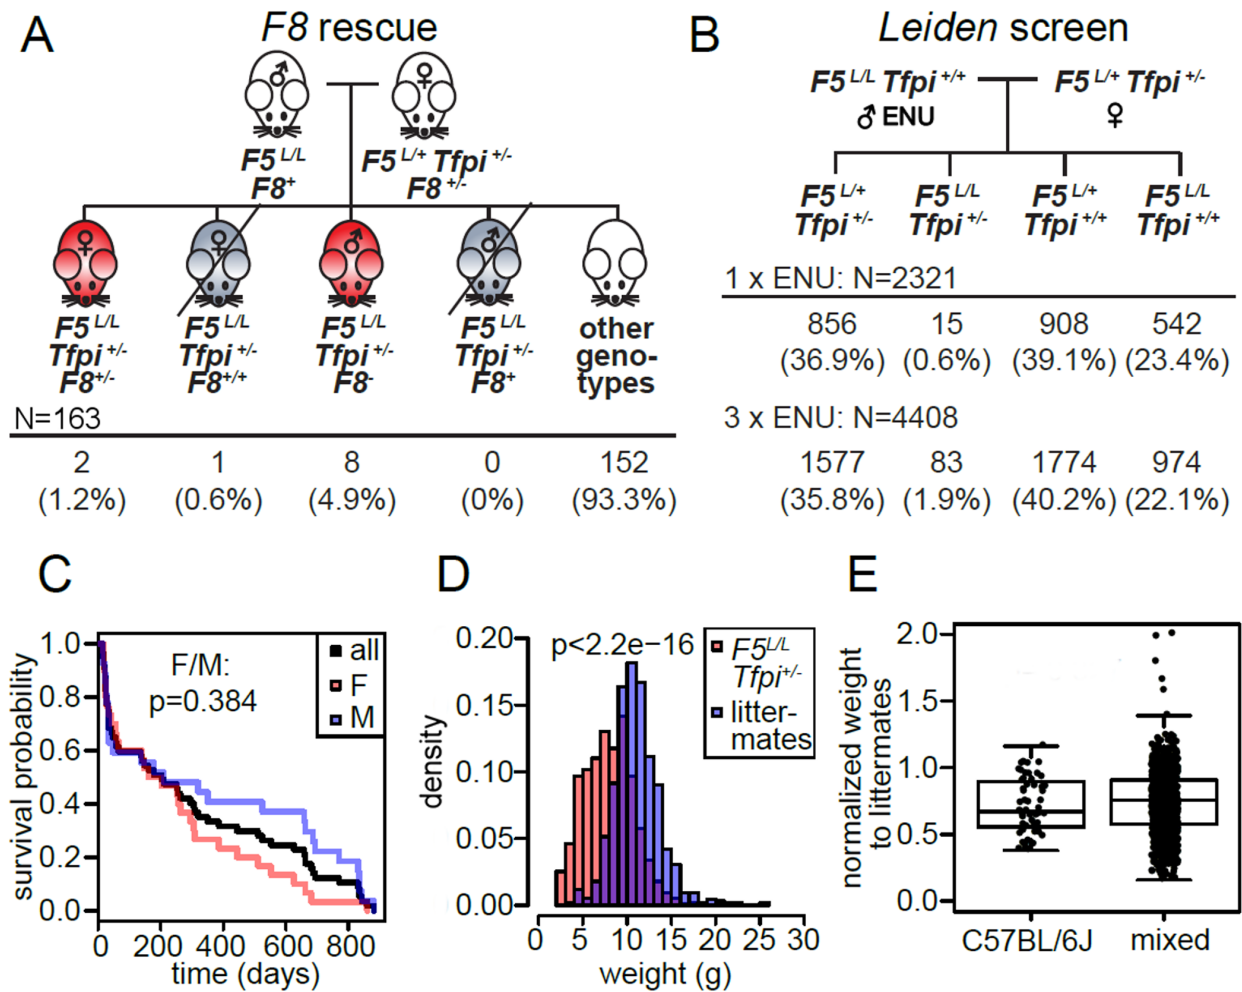 A
F8 rescue
♂
♀
F5 L/L
F8+
F5 L/+ Tfpi +/-
F8 +/-
♀
♀
♂
♂
F5 L/L
Tfpi +/-
F8+/-
F5 L/L
Tfpi +/-
F8+/+
F5 L/L
Tfpi +/-
F8-
F5 L/L
Tfpi +/-
F8+
other
geno-
types
N=163
2 1 8 0 152
(1.2%) (0.6%) (4.9%) (0%) (93.3%)
B
Leiden screen
F5 L/L Tfpi +/+
♂ ENU
F5 L/+ Tfpi +/-
♀
F5 L/+
Tfpi +/-
F5 L/L
Tfpi +/-
F5 L/+
Tfpi +/+
F5 L/L
Tfpi +/+
1 x ENU: N=2321
856 15 908 542
(36.9%) (0.6%) (39.1%) (23.4%)
3 x ENU: N=4408
1577 83 1774 974
(35.8%) (1.9%) (40.2%) (22.1%)
C
survival probability
1.0
0.8
0.6
0.4
0.2
0.0
F/M:
p=0.384
all
F
M
0 200 400 600 800
time (days)
D
density
0.20
0.15
0.10
0.05
0.00
p<2.2e−16
F5L/L
Tfpi+/-
litter-
mates
0 5 10 15 20 25 30
weight (g)
E
normalized weight
to littermates
2.0
1.5
1.0
0.5
0.0
C57BL/6J mixed